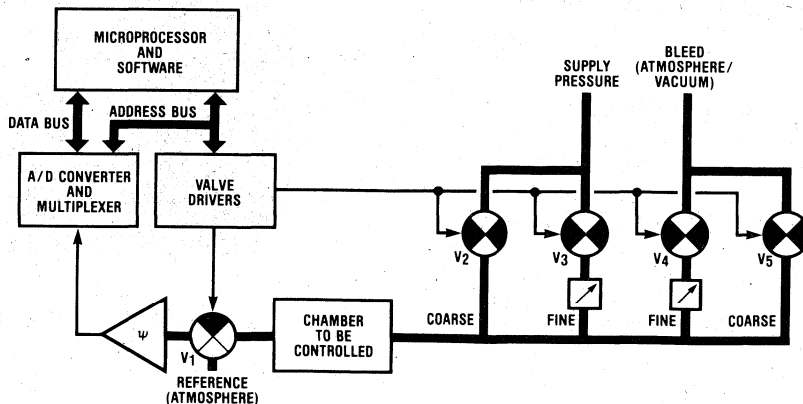 MICROPROCESSOR
AND
SOFTWARE
DATA BUS
ADDRESS BUS
A/D CONVERTER
AND
MULTIPLEXER
VALVE
DRIVERS
SUPPLY
PRESSURE
BLEED
(ATMOSPHERE/
VACUUM)
V2
V3
V4
V5
COARSE
FINE
FINE
COARSE
Ψ
V1
CHAMBER
TO BE
CONTROLLED
REFERENCE
(ATMOSPHERE)